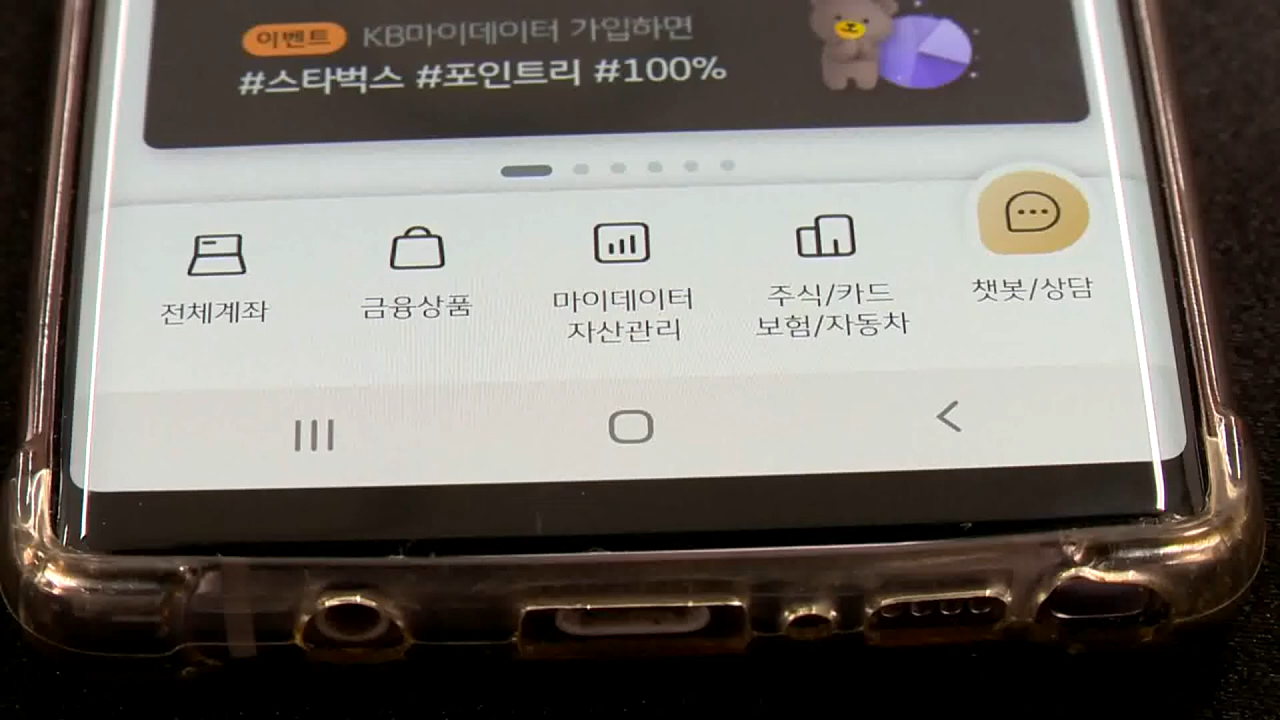 이벤트 KB마이데이터 가입하면
#스타벅스 #포인트리 #100%
전체계좌
금융상품
마이데이터
자산관리
주식/카드
보험/자동차
챗봇/상담